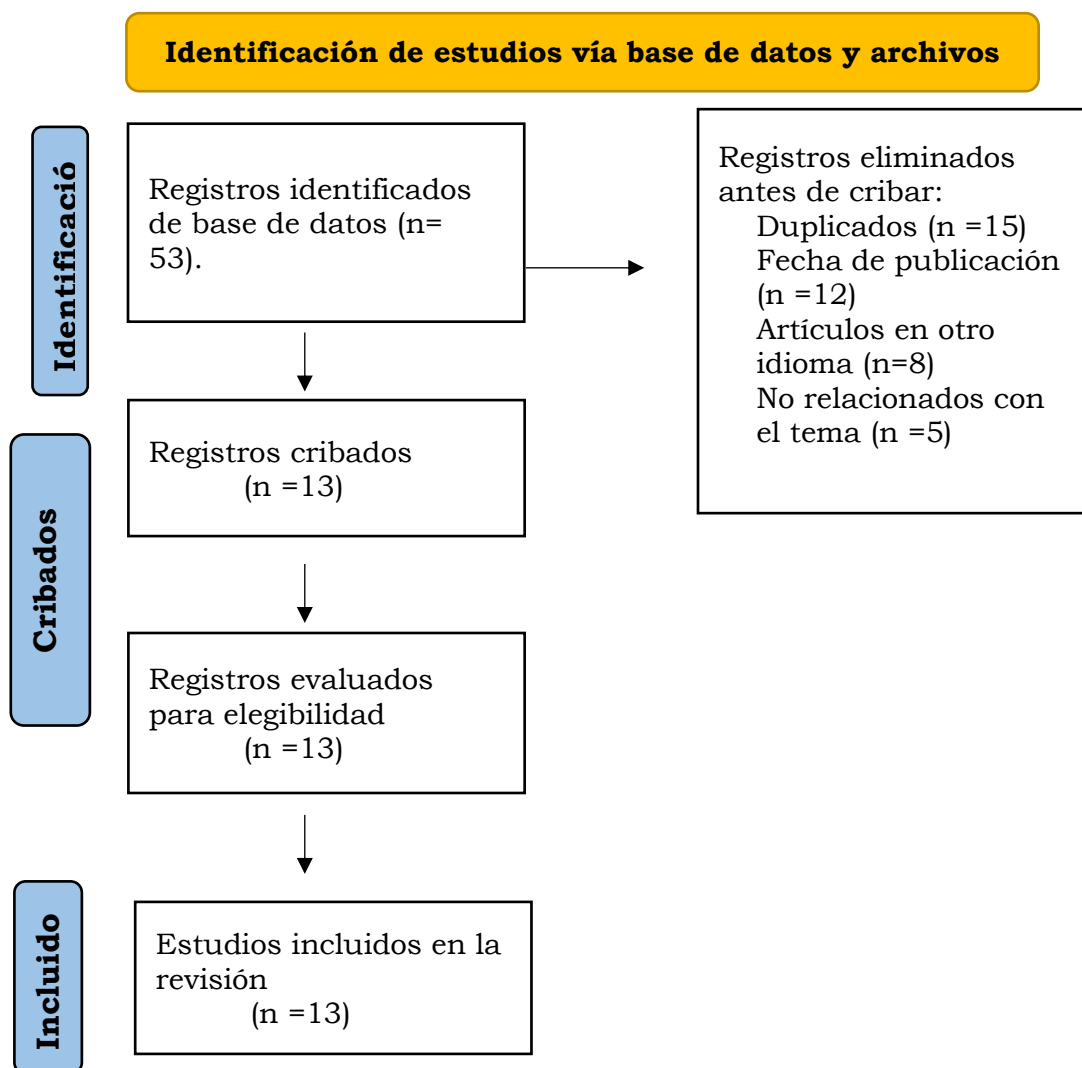 Identificación de estudios vía base de datos y archivos
Identificació
Registros identificados
de base de datos (n=
53).
Registros eliminados
antes de cribar:
Duplicados (n =15)
Fecha de publicación
(n =12)
Artículos en otro
idioma (n=8)
No relacionados con
el tema (n =5)
Cribados
Registros cribados
(n =13)
Registros evaluados
para elegibilidad
(n =13)
Incluido
Estudios incluidos en la
revisión
(n =13)